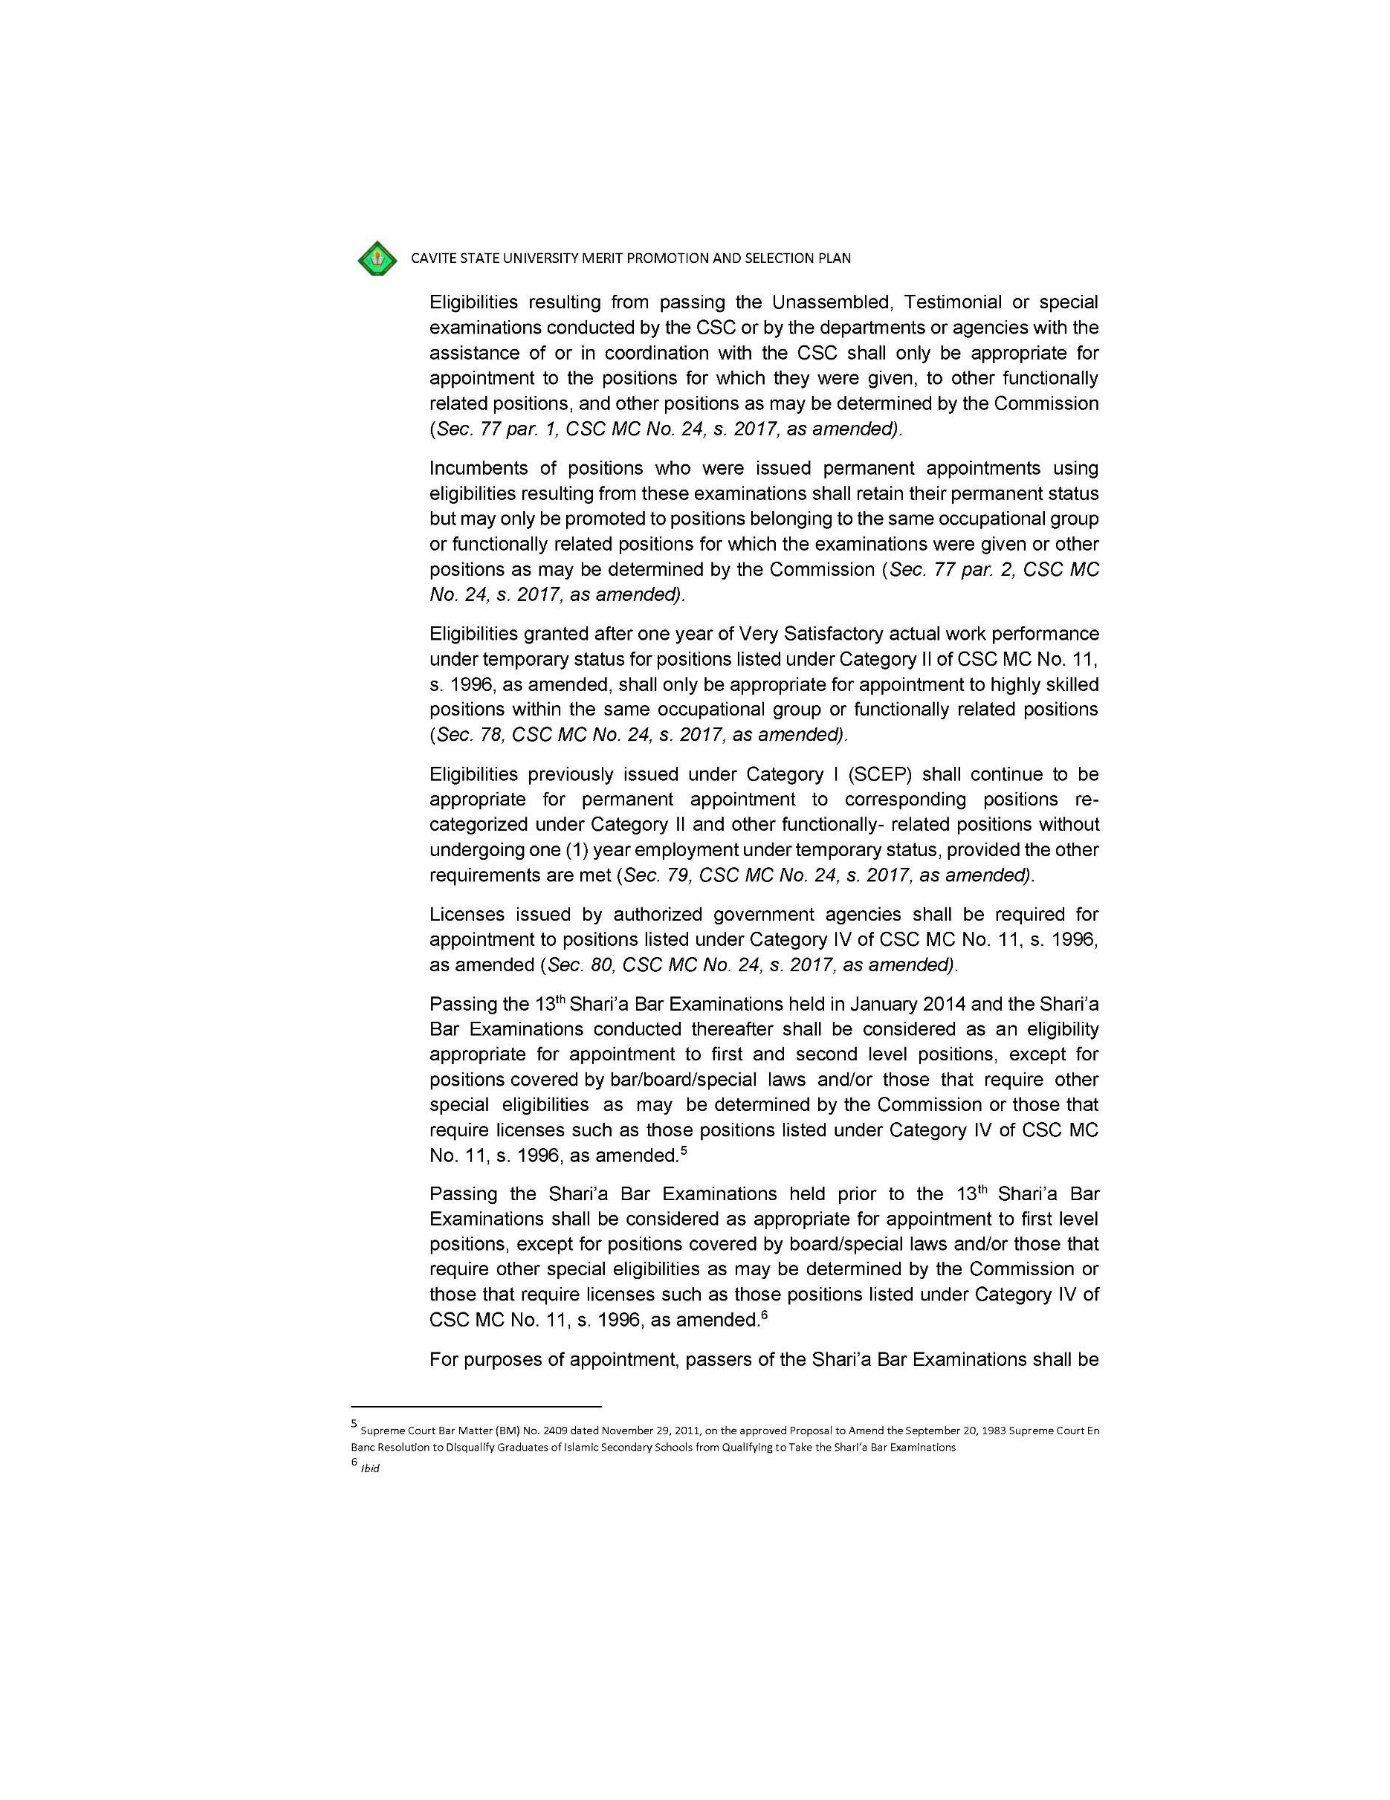 CAVITE STATE UNIVERSITY MERIT PROMOTION AND SELECTION PLAN
Eligibilities resulting from passing the Unassembled, Testimonial or special
examinations conducted by the CSC or by the departments or agencies with the
assistance of or in coordination with the CSC shall only be appropriate for
appointment to the positions for which they were given, to other functionally
related positions, and other positions as may be determined by the Commission
(Sec. 77 par. 1, CSC MC No. 24, s. 2017, as amended).
Incumbents of positions who were issued permanent appointments using
eligibilities resulting from these examinations shall retain their permanent status
but may only be promoted to positions belonging to the same occupational group
or functionally related positions for which the examinations were given or other
positions as may be determined by the Commission (Sec. 77 par. 2, CSC MC
No. 24, s. 2017, as amended).
Eligibilities granted after one year of Very Satisfactory actual work performance
under temporary status for positions listed under Category II of CSC MC No. 11,
s. 1996, as amended, shall only be appropriate for appointment to highly skilled
positions within the same occupational group or functionally related positions
(Sec. 78, CSC MC No. 24, s. 2017, as amended).
Eligibilities previously issued under Category I (SCEP) shall continue to be
appropriate for permanent appointment to corresponding positions re-
categorized under Category II and other functionally- related positions without
undergoing one (1) year employment under temporary status, provided the other
requirements are met (Sec. 79, CSC MC No. 24, s. 2017, as amended).
Licenses issued by authorized government agencies shall be required for
appointment to positions listed under Category IV of CSC MC No. 11, s. 1996,
as amended (Sec. 80, CSC MC No. 24, s. 2017, as amended).
Passing the 13th Shari'a Bar Examinations held in January 2014 and the Shari'a
Bar Examinations conducted thereafter shall be considered as an eligibility
appropriate for appointment to first and second level positions, except for
positions covered by bar/board/special laws and/or those that require other
special eligibilities as may be determined by the Commission or those that
require licenses such as those positions listed under Category IV of CSC MC
No. 11, s. 1996, as amended.5
Passing the Shari'a Bar Examinations held prior to the 13th Shari'a Bar
Examinations shall be considered as appropriate for appointment to first level
positions, except for positions covered by board/special laws and/or those that
require other special eligibilities as may be determined by the Commission or
those that require licenses such as those positions listed under Category IV of
CSC MC No. 11, s. 1996, as amended.6
For purposes of appointment, passers of the Shari'a Bar Examinations shall be
5 Supreme Court Bar Matter (BM) No. 2409 dated November 29, 2011, on the approved Proposal to Amend the September 20, 1983 Supreme Court En
Banc Resolution to Disqualify Graduates of Islamic Secondary Schools from Qualifying to Take the Shari'a Bar Examinations
6 Ibid